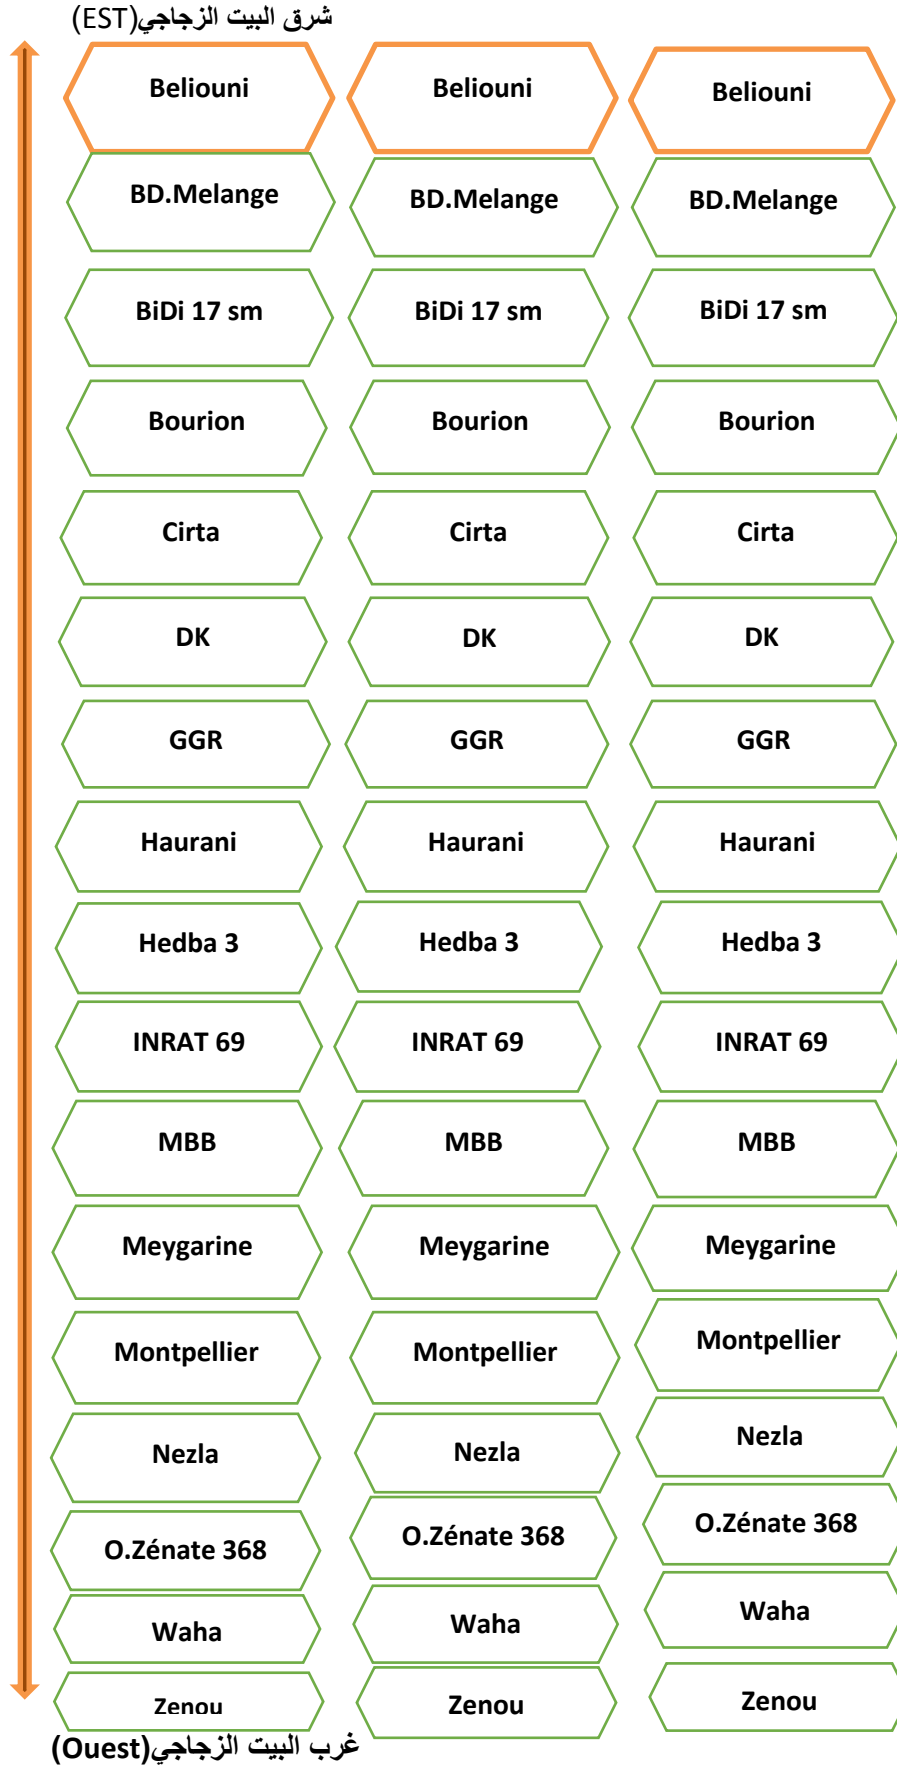 شرق البيت الزجاجي(EST)
Beliouni Beliouni Beliouni
BD.Melange BD.Melange BD.Melange
BiDi 17 sm BiDi 17 sm BiDi 17 sm
Bourion Bourion Bourion
Cirta Cirta Cirta
DK DK DK
GGR GGR GGR
Haurani Haurani Haurani
Hedba 3 Hedba 3 Hedba 3
INRAT 69 INRAT 69 INRAT 69
MBB MBB MBB
Meygarine Meygarine Meygarine
Montpellier Montpellier Montpellier
Nezla Nezla Nezla
O.Zénate 368 O.Zénate 368 O.Zénate 368
Waha Waha Waha
Zenou Zenou Zenou
غرب البيت الزجاجي(Ouest)